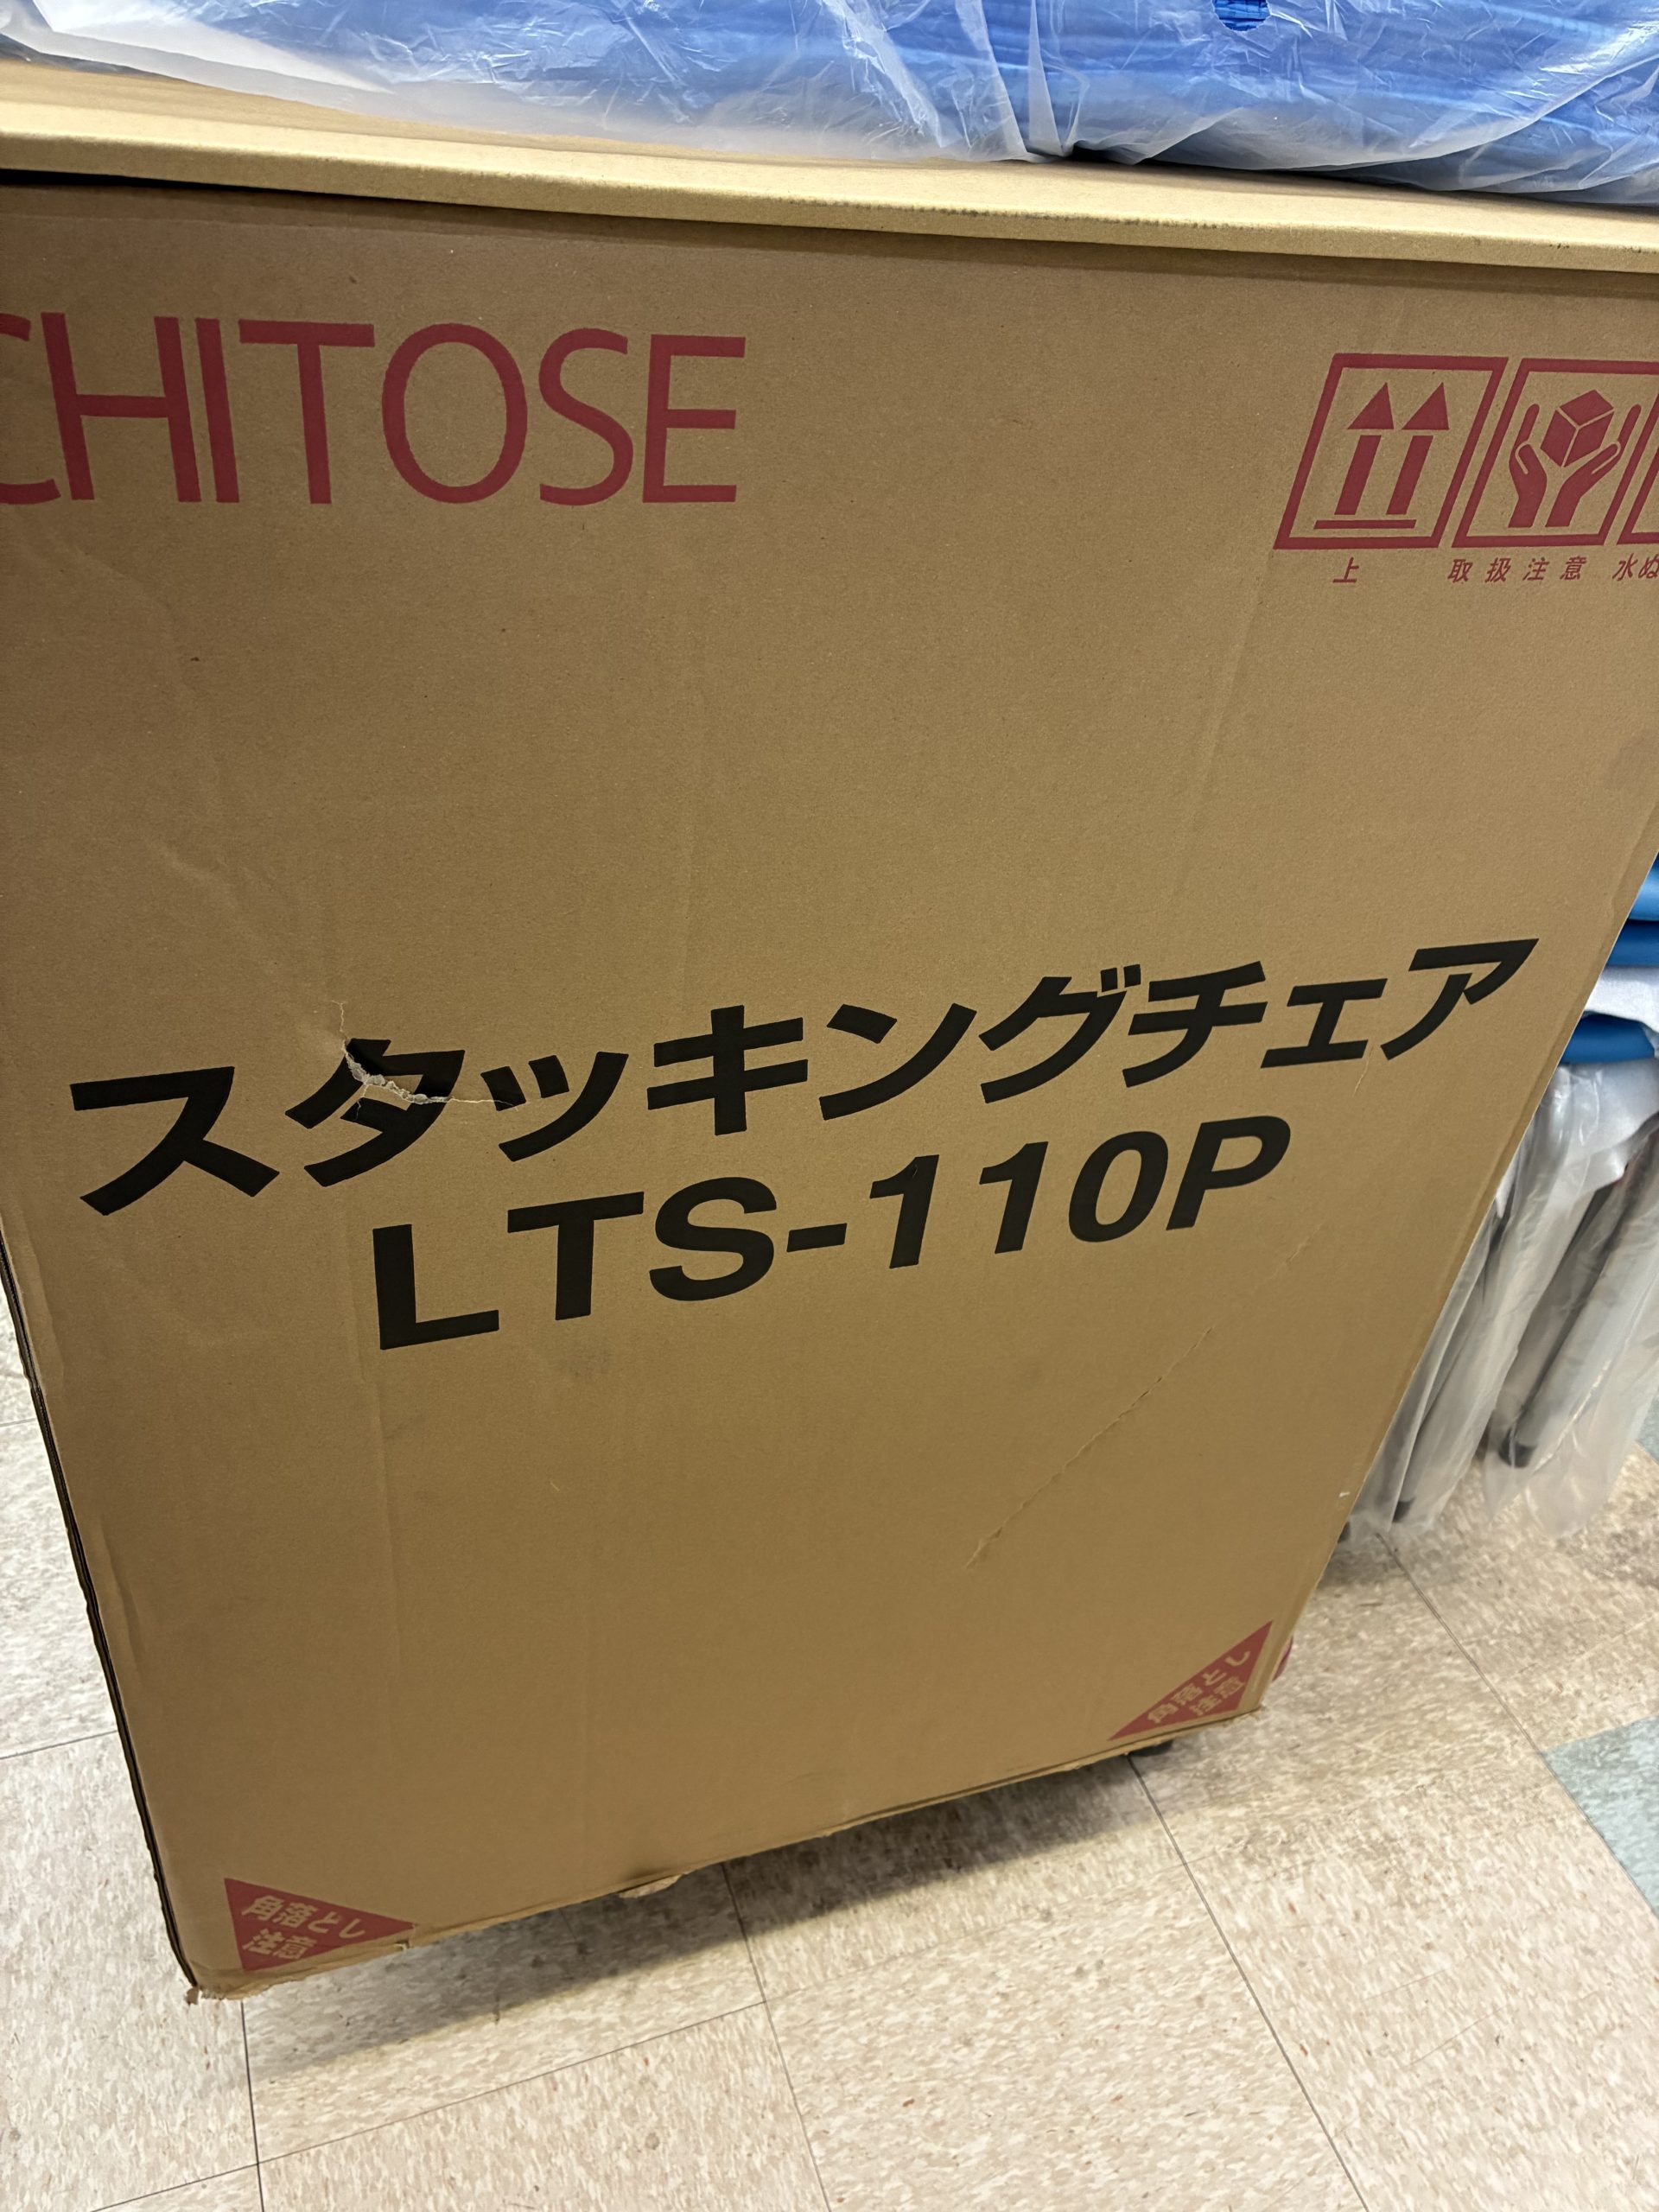 CHITOSE
上 取扱注意 水ぬ
スタッキングチェア
LTS-110P
角落とし
注意
角落とし
注意